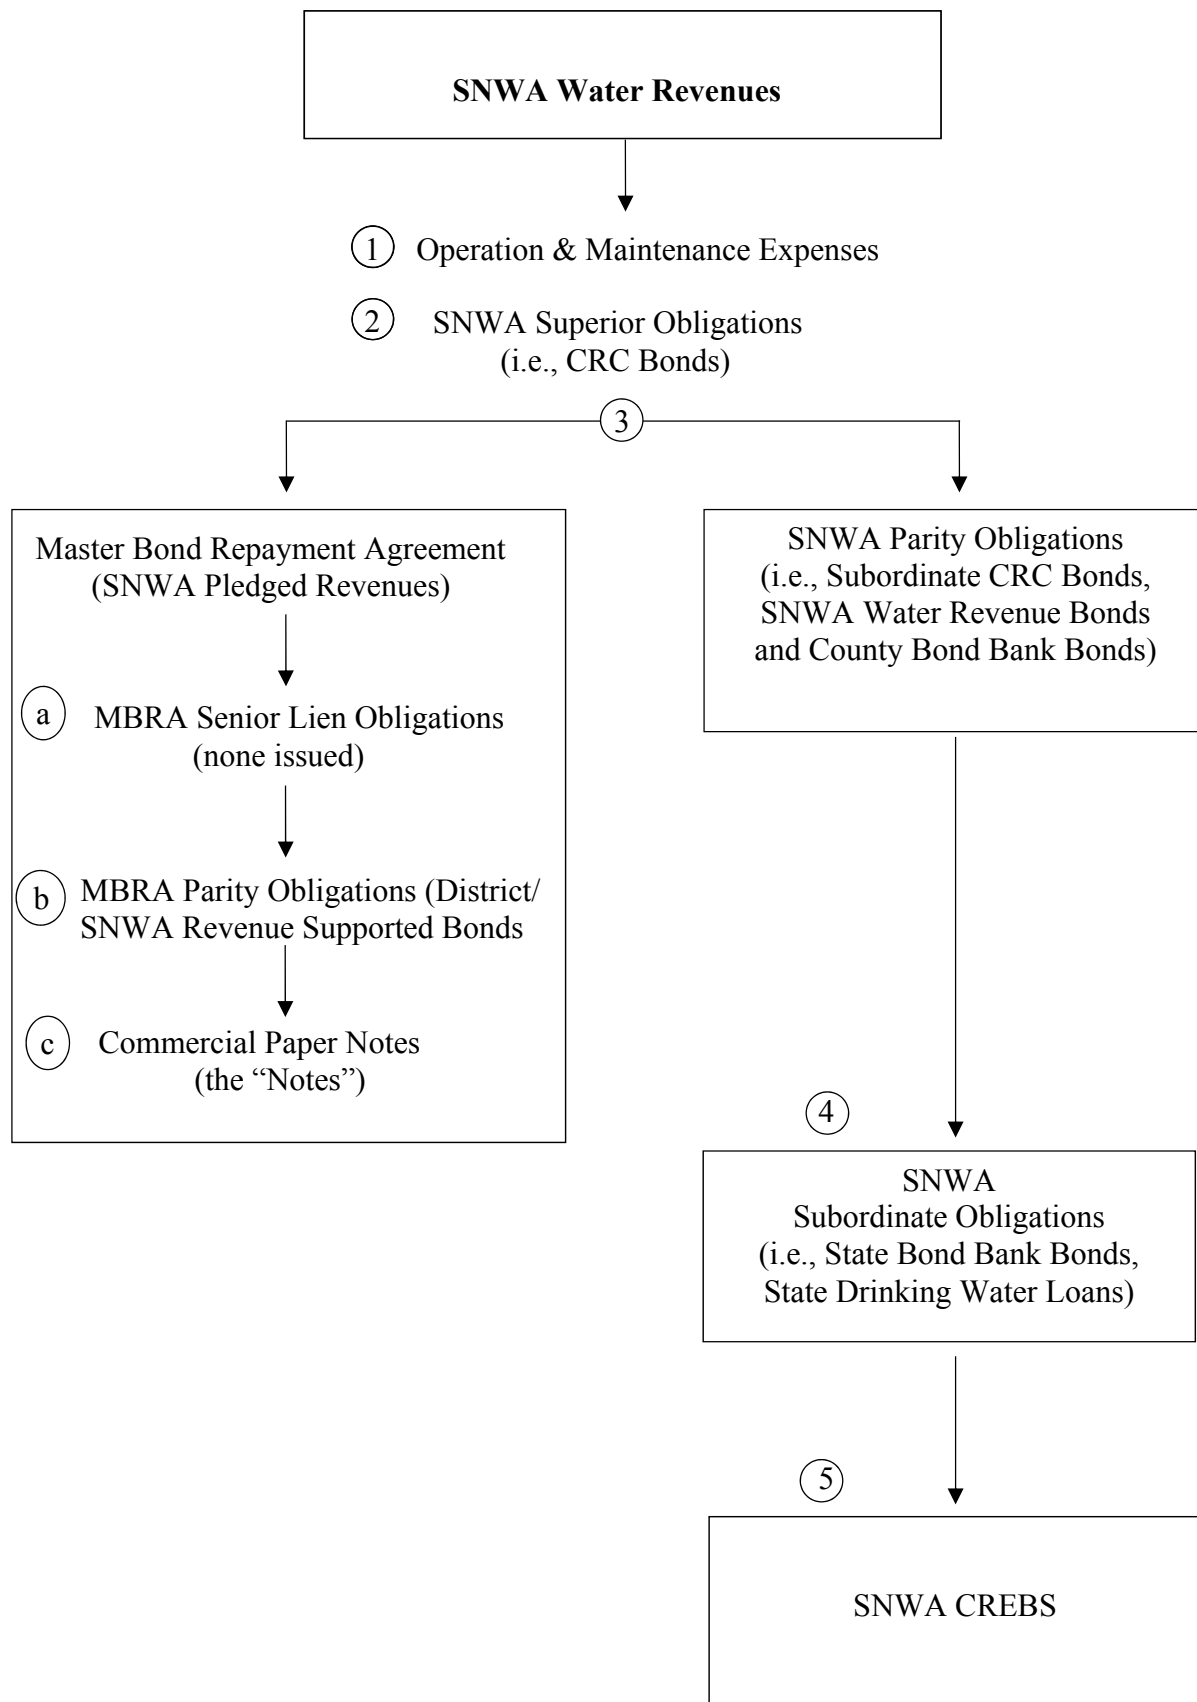 SNWA Water Revenues
1 Operation & Maintenance Expenses
2 SNWA Superior Obligations
(i.e., CRC Bonds)
3
Master Bond Repayment Agreement
(SNWA Pledged Revenues)
a MBRA Senior Lien Obligations
(none issued)
b MBRA Parity Obligations (District/
SNWA Revenue Supported Bonds
c Commercial Paper Notes
(the “Notes”)
SNWA Parity Obligations
(i.e., Subordinate CRC Bonds,
SNWA Water Revenue Bonds
and County Bond Bank Bonds)
4
SNWA
Subordinate Obligations
(i.e., State Bond Bank Bonds,
State Drinking Water Loans)
5
SNWA CREBS